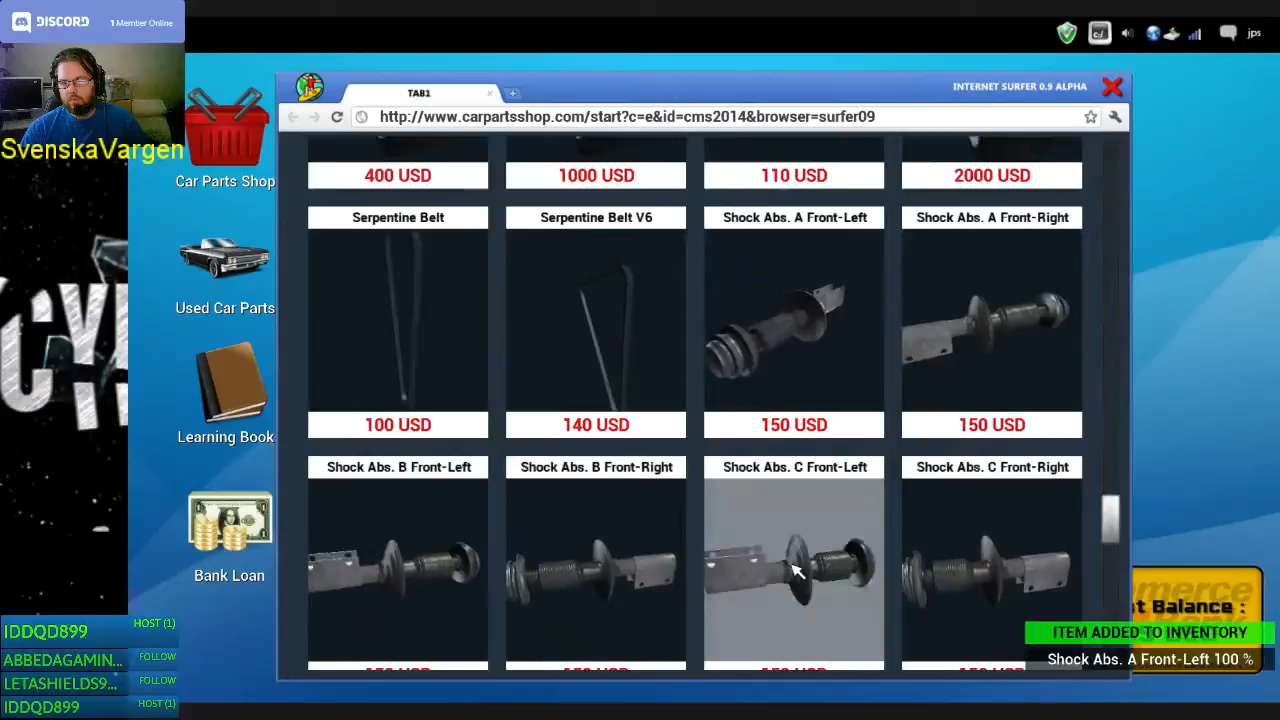 DISCORD 1 Member Online
SvenskaVargen
jps
TAB1
INTERNET SURFER 0.9 ALPHA
http://www.carpartsshop.com/start?c=e&id=cms2014&browser=surfer09
Car Parts Shop
Used Car Parts
Learning Book
Bank Loan
400 USD 1000 USD 110 USD 2000 USD
Serpentine Belt Serpentine Belt V6 Shock Abs. A Front-Left Shock Abs. A Front-Right
100 USD 140 USD 150 USD 150 USD
Shock Abs. B Front-Left Shock Abs. B Front-Right Shock Abs. C Front-Left Shock Abs. C Front-Right
t Balance :
ITEM ADDED TO INVENTORY
Shock Abs. A Front-Left 100 %
IDDQD899 HOST (1)
ABBEDAGAMIN... FOLLOW
LETASHIELDS9... FOLLOW
IDDQD899 HOST (1)